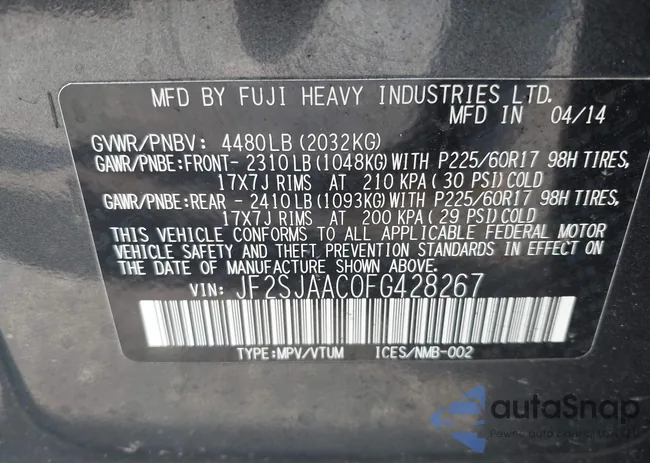 MFD BY FUJI HEAVY INDUSTRIES LTD.
MFD IN 04/14
GVWR/PNBV: 4480LB(2032KG)
GAWR/PNBE:FRONT-2310LB(1048KG)WITH P225/60R17 98H TIRES,
17X7J RIMS AT 210 KPA(30 PSI)COLD
GAWR/PNBE:REAR -2410LB(1093KG)WITH P225/60R17 98H TIRES,
17X7J RIMS AT 200 KPA(29 PSI)COLD
THIS VEHICLE CONFORMS TO ALL APPLICABLE FEDERAL MOTOR
VEHICLE SAFETY AND THEFT PREVENTION STANDARDS IN EFFECT ON
THE DATE OF MANUFACTURE SHOWN ABOVE.
VIN: JF2SJAAC0FG428267
TYPE:MPV/VTUM ICES/NMB-002
autoSnap